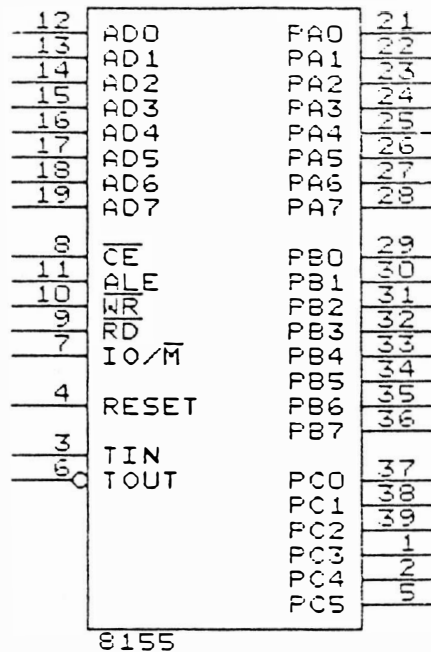 12 AD0 PA0 21
13 AD1 PA1 22
14 AD2 PA2 23
15 AD3 PA3 24
16 AD4 PA4 25
17 AD5 PA5 26
18 AD6 PA6 27
19 AD7 PA7 28
8 C̅E̅ PB0 29
11 ALE PB1 30
10 W̅R̅ PB2 31
9 R̅D̅ PB3 32
7 IO/M̅ PB4 33
PB5 34
4 RESET PB6 35
PB7 36
3 TIN
6 TOUT PC0 37
PC1 38
PC2 39
PC3 1
PC4 2
PC5 5
8155